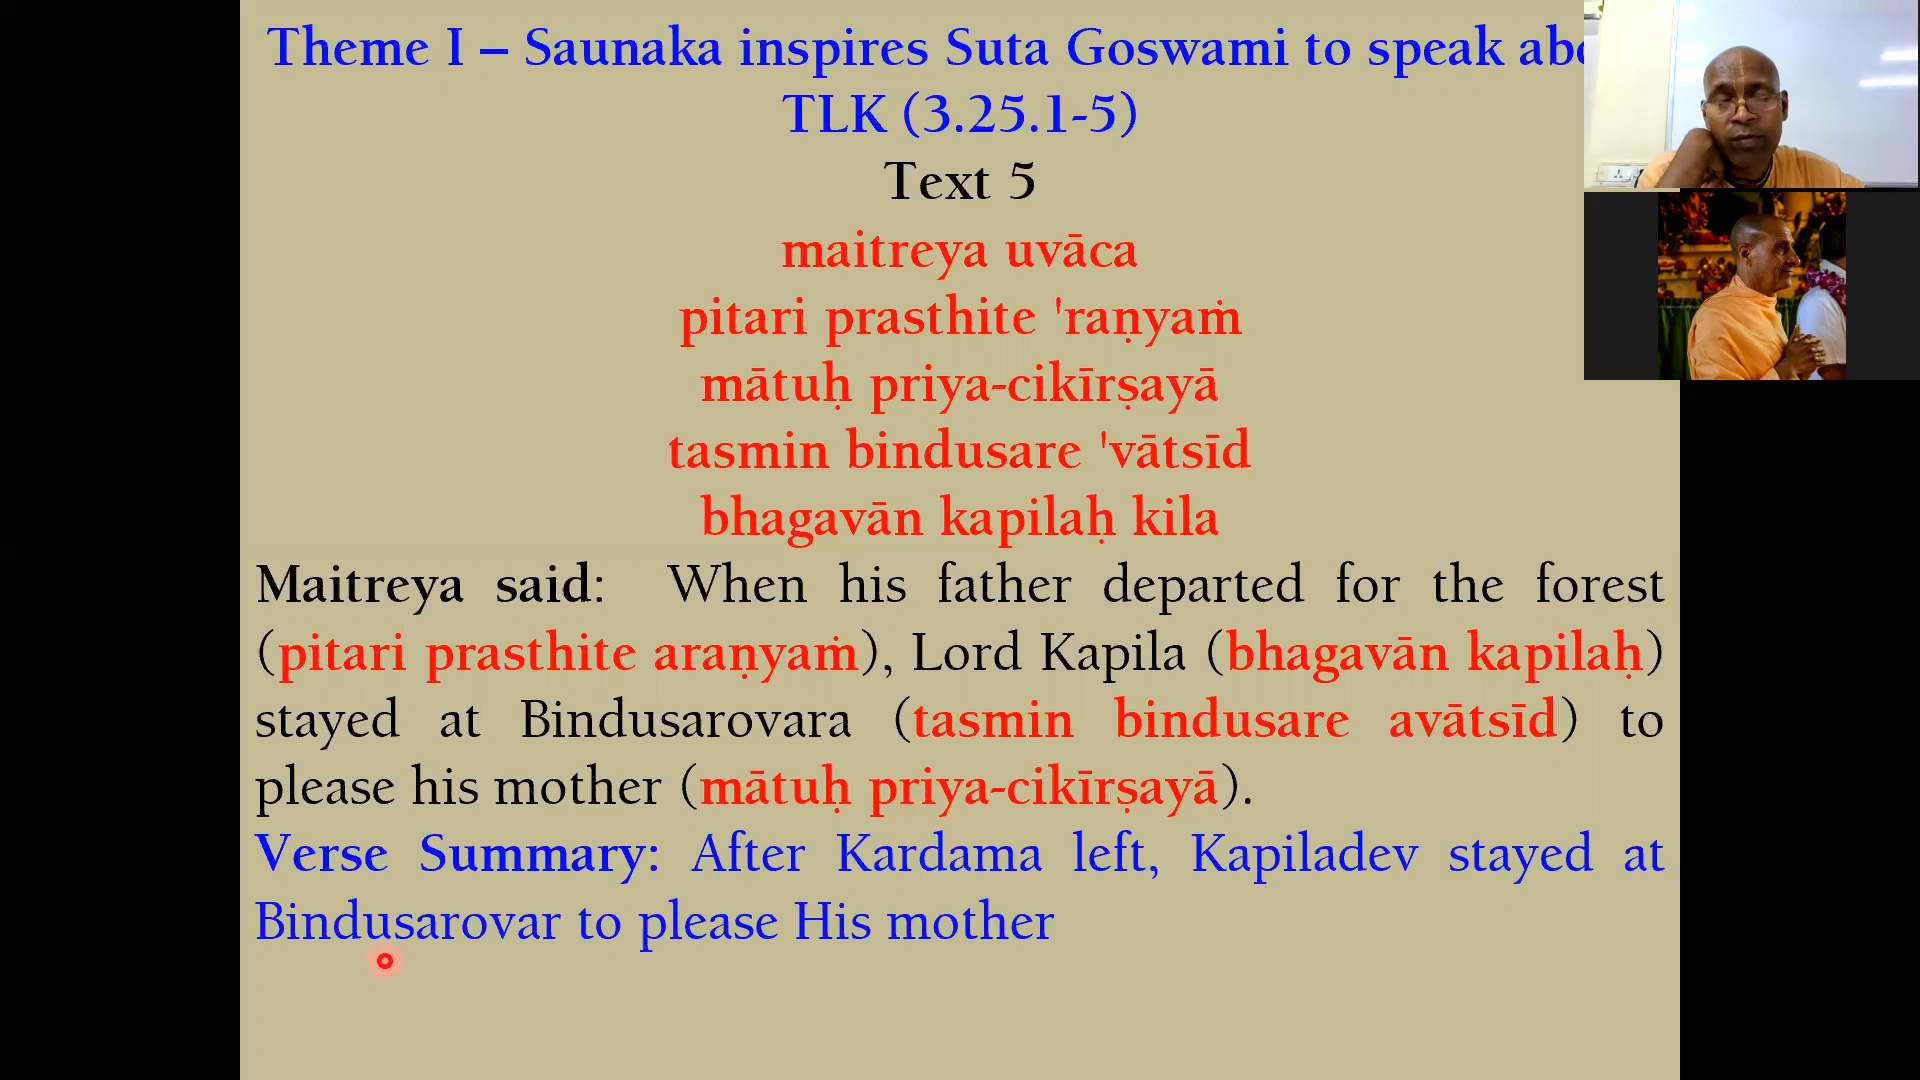 Theme I – Saunaka inspires Suta Goswami to speak
TLK (3.25.1-5)
Text 5
maitreya uvāca
pitari prasthite 'raṇyaṁ
mātuḥ priya-cikīrṣayā
tasmin bindusare 'vātsīd
bhagavān kapilaḥ kila
Maitreya said: When his father departed for the forest
(pitari prasthite araṇyaṁ), Lord Kapila (bhagavān kapilaḥ)
stayed at Bindusarovara (tasmin bindusare avātsīd) to
please his mother (mātuḥ priya-cikīrṣayā).
Verse Summary: After Kardama left, Kapiladev stayed at
Bindusarovar to please His mother